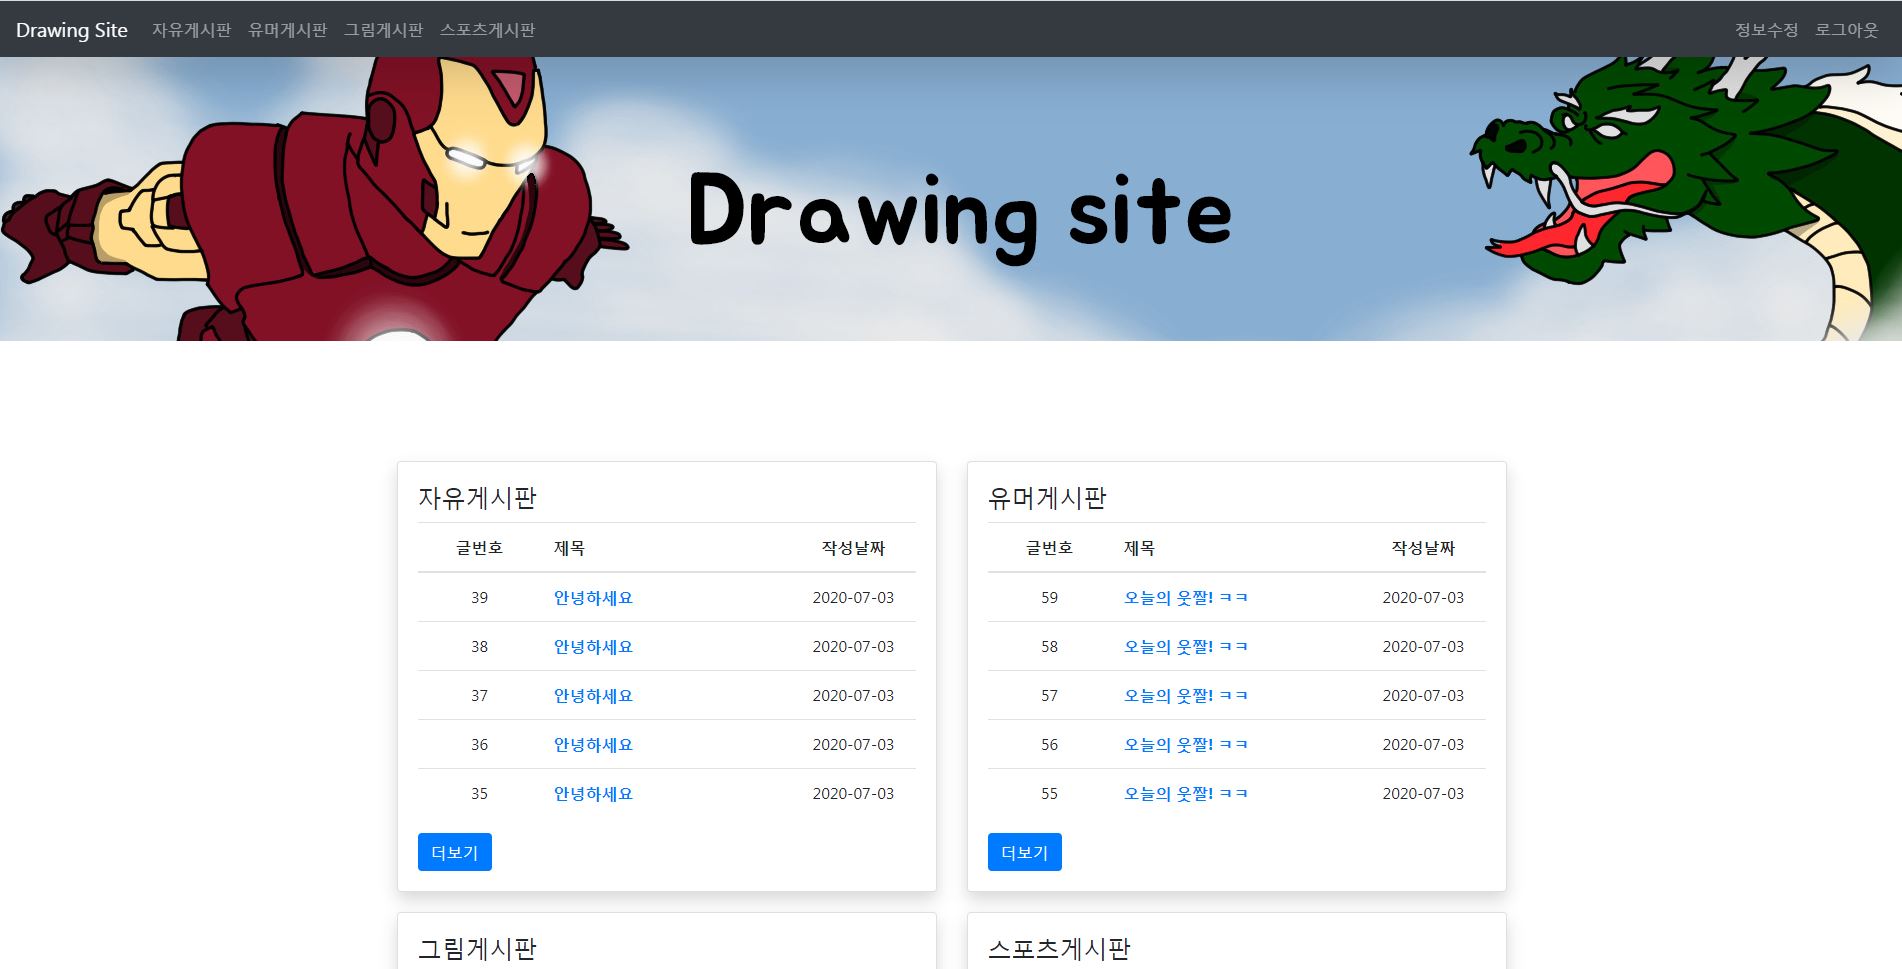 Drawing Site 자유게시판 유머게시판 그림게시판 스포츠게시판 정보수정 로그아웃
Drawing site
자유게시판
글번호 제목 작성날짜
39 안녕하세요 2020-07-03
38 안녕하세요 2020-07-03
37 안녕하세요 2020-07-03
36 안녕하세요 2020-07-03
35 안녕하세요 2020-07-03
더보기
유머게시판
글번호 제목 작성날짜
59 오늘의 웃짤! ㅋㅋ 2020-07-03
58 오늘의 웃짤! ㅋㅋ 2020-07-03
57 오늘의 웃짤! ㅋㅋ 2020-07-03
56 오늘의 웃짤! ㅋㅋ 2020-07-03
55 오늘의 웃짤! ㅋㅋ 2020-07-03
더보기
그림게시판
스포츠게시판